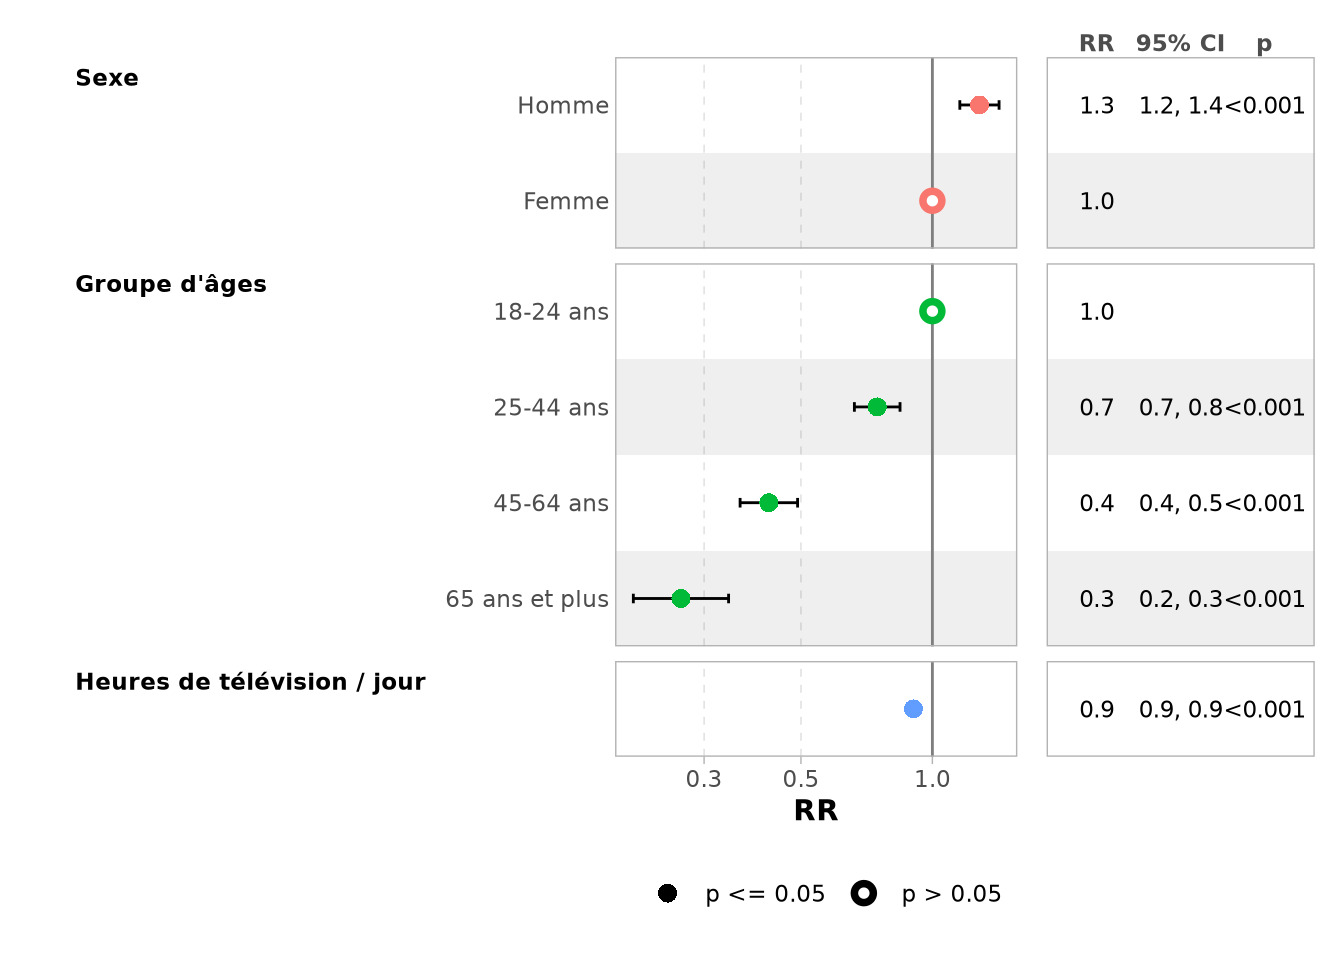 RR 95% CI p
Sexe
Homme 1.3 1.2, 1.4<0.001
Femme 1.0
Groupe d'âges
18-24 ans 1.0
25-44 ans 0.7 0.7, 0.8<0.001
45-64 ans 0.4 0.4, 0.5<0.001
65 ans et plus 0.3 0.2, 0.3<0.001
Heures de télévision / jour
0.9 0.9, 0.9<0.001
0.3 0.5 1.0
RR
p <= 0.05 p > 0.05